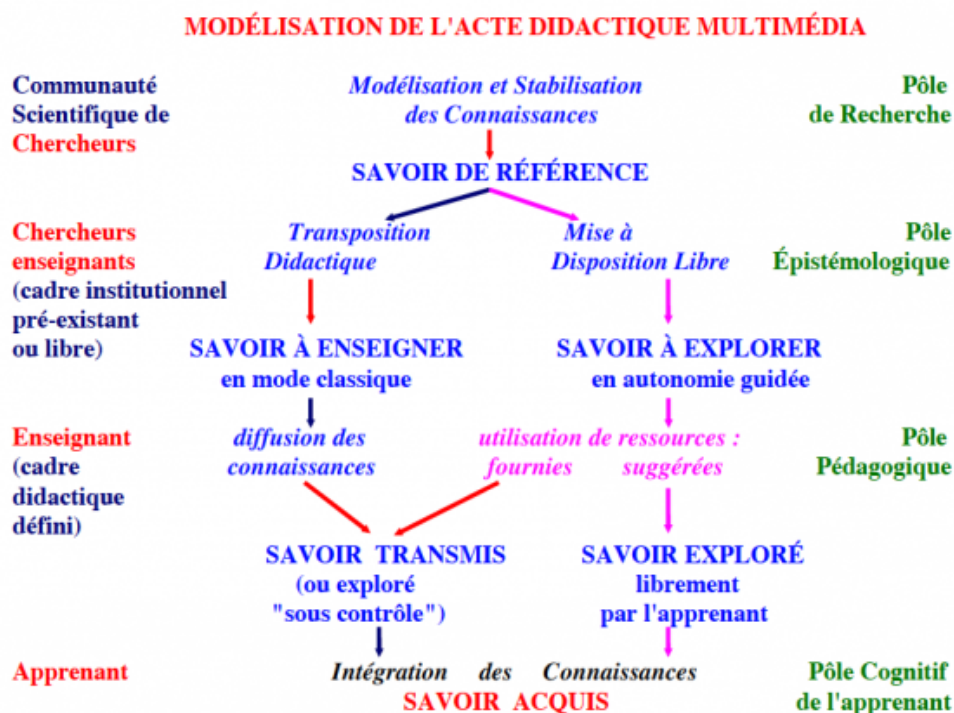 MODÉLISATION DE L'ACTE DIDACTIQUE MULTIMÉDIA
Communauté Modélisation et Stabilisation Pôle
Scientifique de des Connaissances de Recherche
Chercheurs
SAVOIR DE RÉFÉRENCE
Chercheurs Transposition Mise à Pôle
enseignants Didactique Disposition Libre Épistémologique
(cadre institutionnel
pré-existant
ou libre) SAVOIR À ENSEIGNER SAVOIR À EXPLORER
en mode classique en autonomie guidée
Enseignant diffusion des utilisation de ressources : Pôle
(cadre connaissances fournies suggérées Pédagogique
didactique
défini)
SAVOIR TRANSMIS SAVOIR EXPLORÉ
(ou exploré librement
"sous contrôle") par l'apprenant
Apprenant Intégration des Connaissances Pôle Cognitif
SAVOIR ACQUIS de l'apprenant